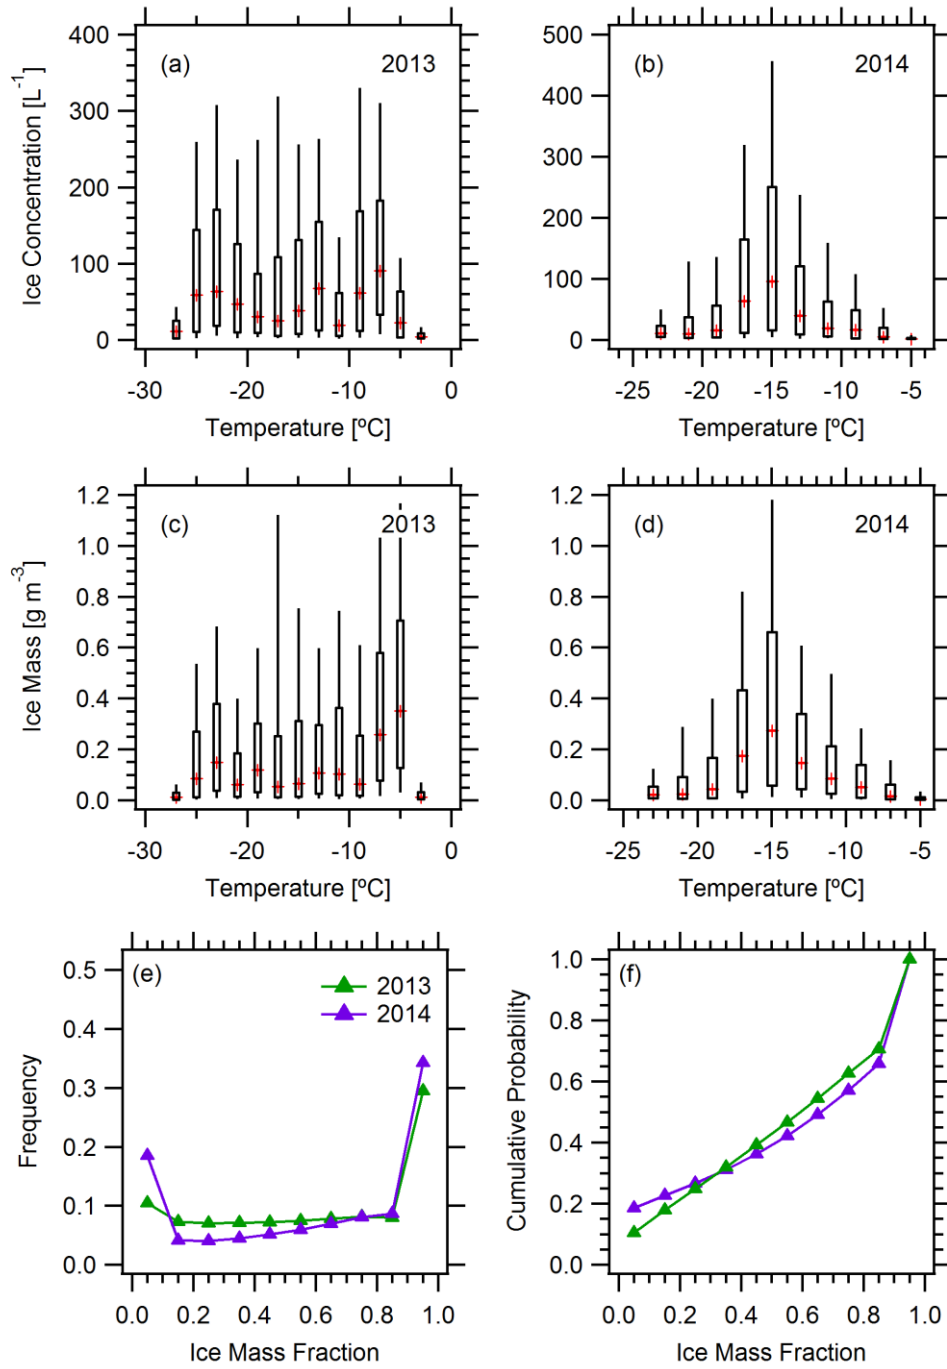 (a) 2013
Ice Concentration [L⁻¹]
400
300
200
100
0
-30 -20 -10 0
Temperature [ºC]
(b) 2014
500
400
300
200
100
0
-25 -20 -15 -10 -5
Temperature [ºC]
(c) 2013
Ice Mass [g m⁻³]
1.2
1.0
0.8
0.6
0.4
0.2
0.0
-30 -20 -10 0
Temperature [ºC]
(d) 2014
1.2
1.0
0.8
0.6
0.4
0.2
0.0
-25 -20 -15 -10 -5
Temperature [ºC]
(e)
2013
2014
Frequency
0.5
0.4
0.3
0.2
0.1
0.0
0.0 0.2 0.4 0.6 0.8 1.0
Ice Mass Fraction
(f)
Cumulative Probability
1.0
0.8
0.6
0.4
0.2
0.0
0.0 0.2 0.4 0.6 0.8 1.0
Ice Mass Fraction